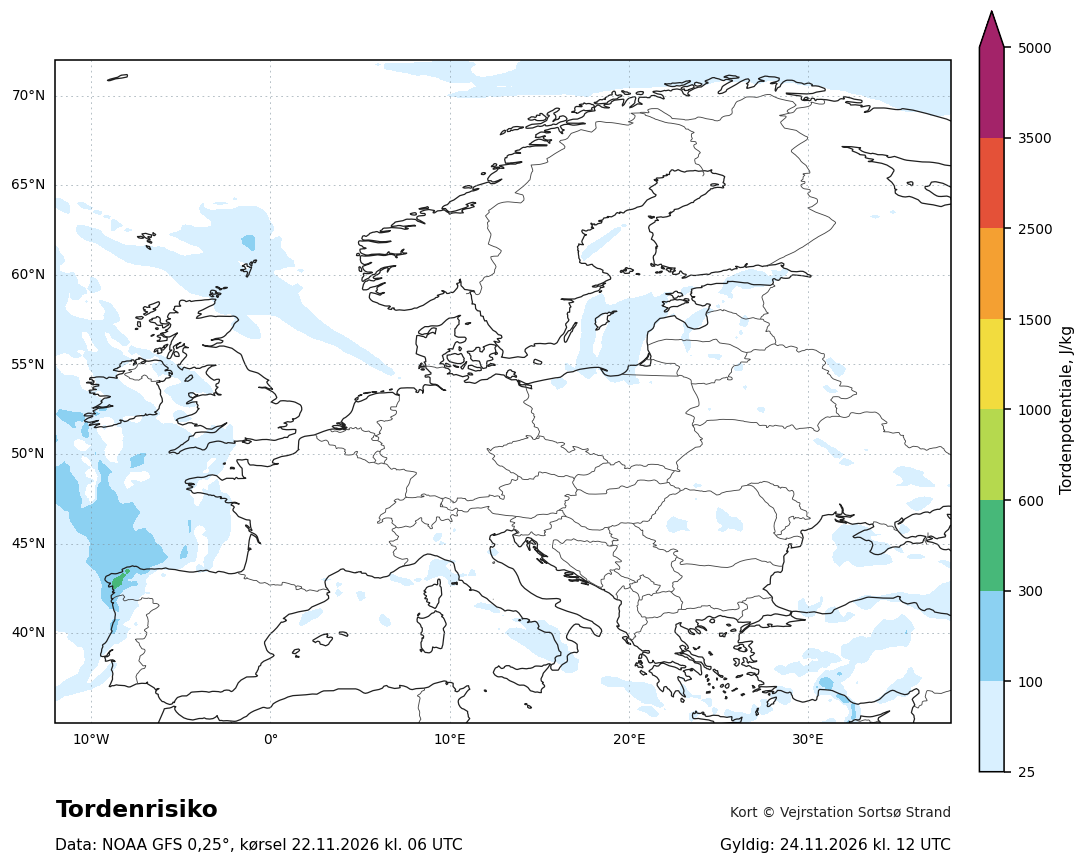 70°N
65°N
60°N
55°N
50°N
45°N
40°N
10°W
0°
10°E
20°E
30°E
5000
3500
2500
1500
1000
600
300
100
25
Tordenpotentiale, J/kg
Tordenrisiko
Kort © Vejrstation Sortsø Strand
Data: NOAA GFS 0,25°, kørsel 22.11.2026 kl. 06 UTC
Gyldig: 24.11.2026 kl. 12 UTC